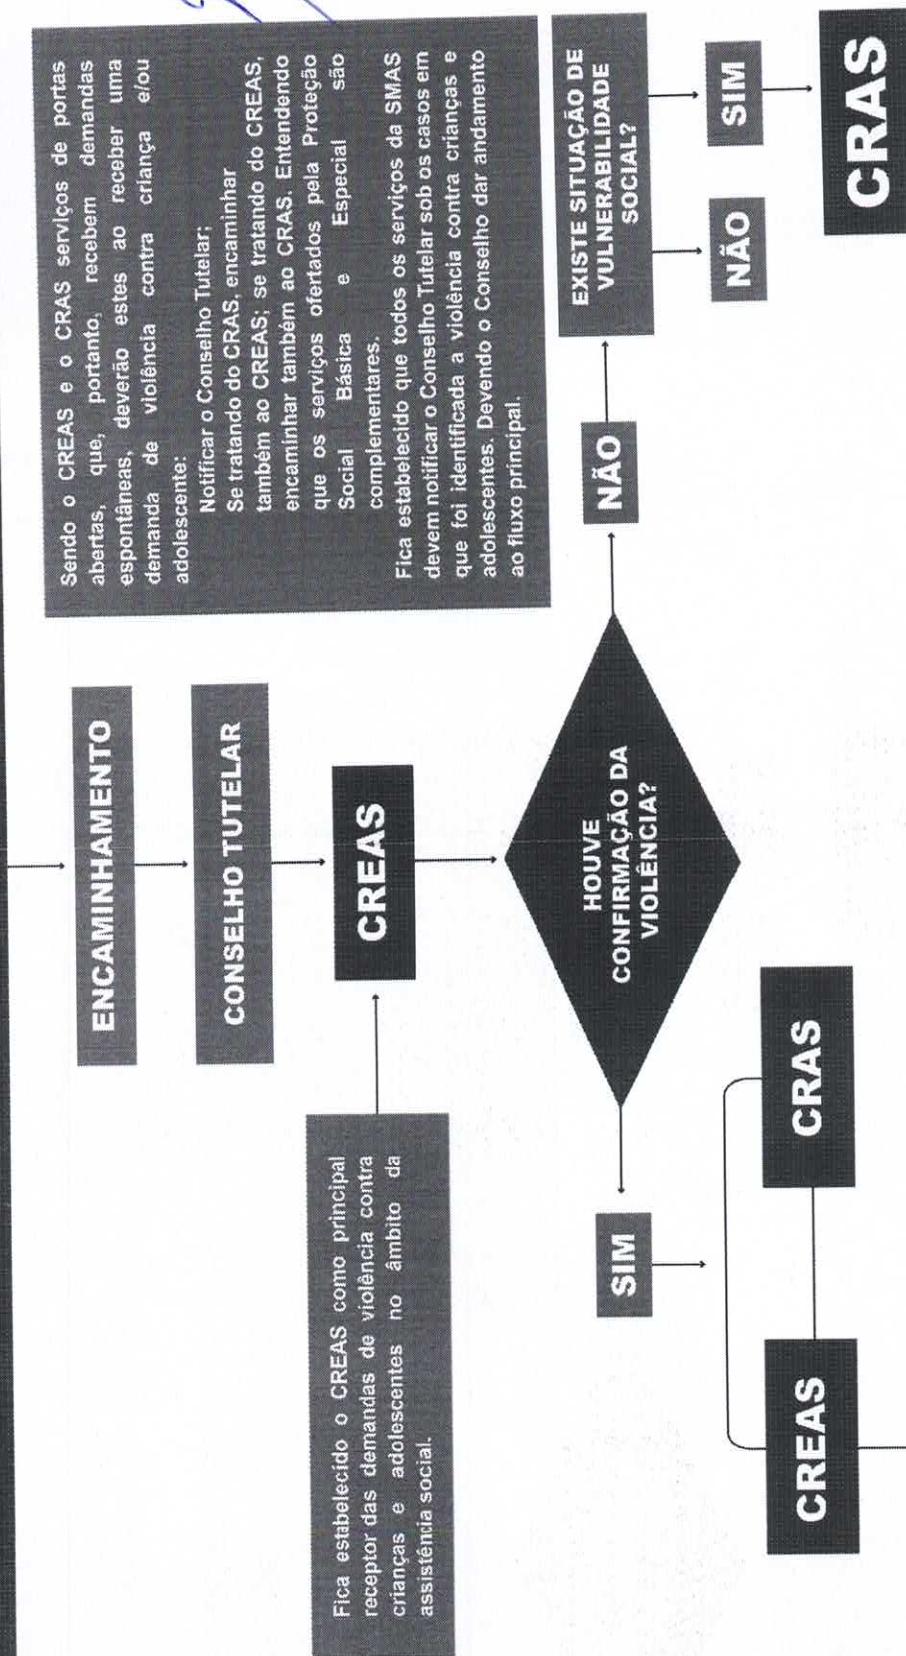 ENCAMINHAMENTO
CONSELHO TUTELAR
CREAS
Fica estabelecido o CREAS como principal
receptor das demandas de violência contra
crianças e adolescentes no âmbito da
assistência social.
Sendo o CREAS e o CRAS serviços de portas
abertas, que, portanto, recebem demandas
espontâneas, deverão estes ao receber uma
demanda de violência contra criança e/ou
adolescente:
Notificar o Conselho Tutelar;
Se tratando do CRAS, encaminhar
também ao CREAS; se tratando do CREAS,
encaminhar também ao CRAS. Entendendo
que os serviços ofertados pela Proteção
Social Básica e Especial são
complementares.
Fica estabelecido que todos os serviços da SMAS
devem notificar o Conselho Tutelar sob os casos em
que foi identificada a violência contra crianças e
adolescentes. Devendo o Conselho dar andamento
ao fluxo principal.
HOUVE
CONFIRMAÇÃO DA
VIOLÊNCIA?
SIM
CREAS
CRAS
NÃO
EXISTE SITUAÇÃO DE
VULNERABILIDADE
SOCIAL?
NÃO
SIM
CRAS